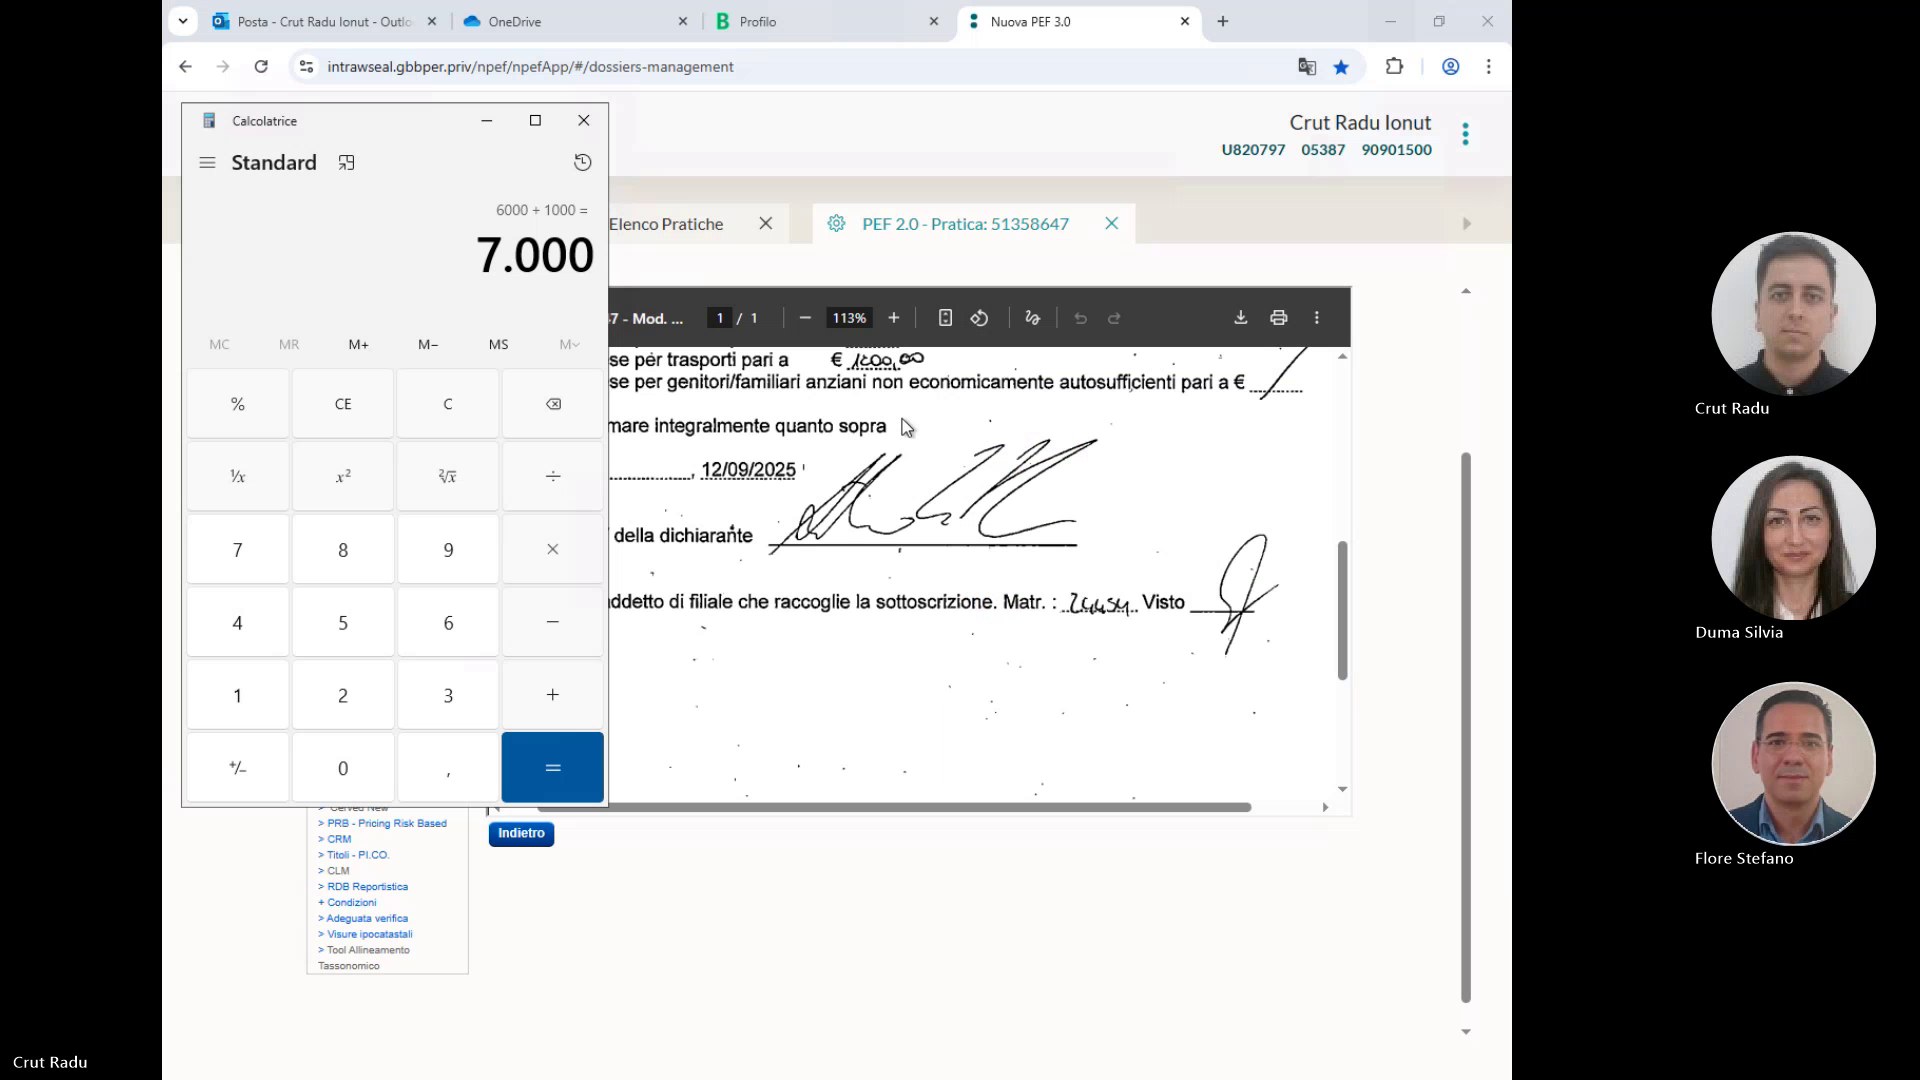 Posta - Crut Radu Ionut - Outlo
OneDrive
Profilo
Nuova PEF 3.0
intrawseal.gbbper.priv/npef/npefApp/#/dossiers-management
Calcolatrice
Standard
6000 + 1000 =
7.000
MC MR M+ M− MS M˅
% CE C
¹/x x² ²√x ÷
7 8 9 ×
4 5 6 −
1 2 3 +
+/− 0 , =
Crut Radu Ionut
U820797 05387 90901500
Elenco Pratiche
PEF 2.0 - Pratica: 51358647
7 - Mod. ... 1 / 1 113%
se per trasporti pari a € 1200,00
se per genitori/familiari anziani non economicamente autosufficienti pari a €
mare integralmente quanto sopra
, 12/09/2025
della dichiarante
ddetto di filiale che raccoglie la sottoscrizione. Matr. : Visto
Indietro
> Cerved New
> PRB - Pricing Risk Based
> CRM
> Titoli - PI.CO.
> CLM
> RDB Reportistica
+ Condizioni
> Adeguata verifica
> Visure ipocatastali
> Tool Allineamento
Tassonomico
Crut Radu
Duma Silvia
Flore Stefano
Crut Radu